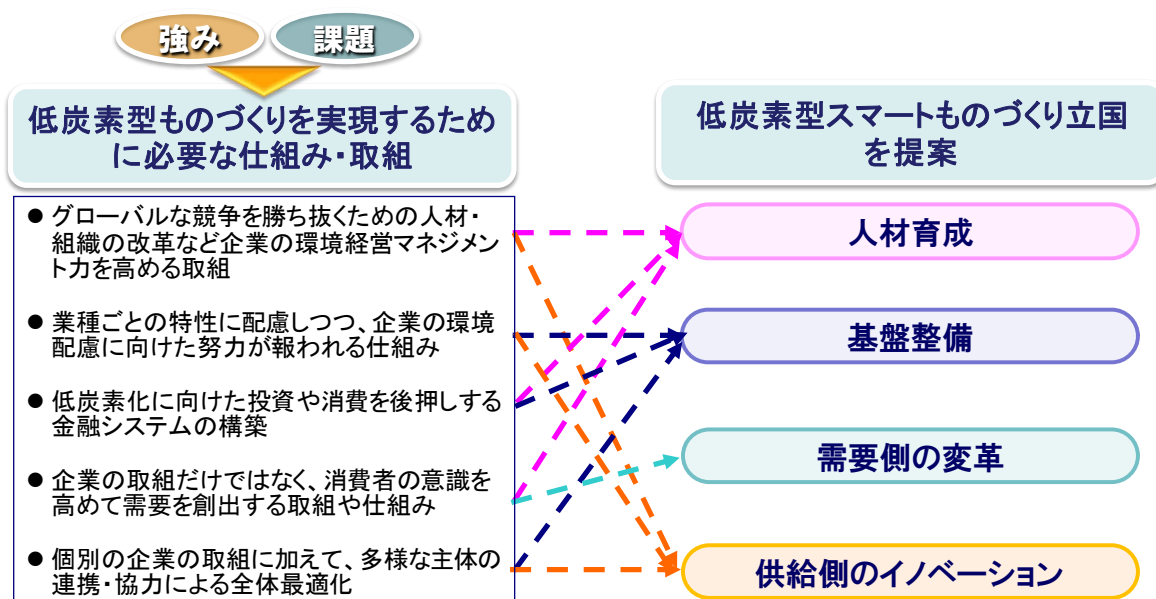 強み
課題
低炭素型ものづくりを実現するため
に必要な仕組み・取組
● グローバルな競争を勝ち抜くための人材・
組織の改革など企業の環境経営マネジメン
ト力を高める取組
● 業種ごとの特性に配慮しつつ、企業の環境
配慮に向けた努力が報われる仕組み
● 低炭素化に向けた投資や消費を後押しする
金融システムの構築
● 企業の取組だけではなく、消費者の意識を
高めて需要を創出する取組や仕組み
● 個別の企業の取組に加えて、多様な主体の
連携・協力による全体最適化
低炭素型スマートものづくり立国
を提案
人材育成
基盤整備
需要側の変革
供給側のイノベーション